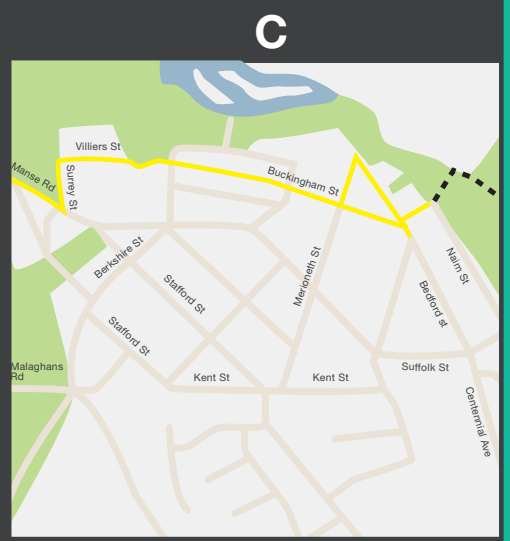 C
Villiers St
Manse Rd
Surrey St
Buckingham St
Berkshire St
Stafford St
Merioneth St
Nairn St
Bedford st
Stafford St
Malaghans
Rd
Kent St
Kent St
Suffolk St
Centennial Ave